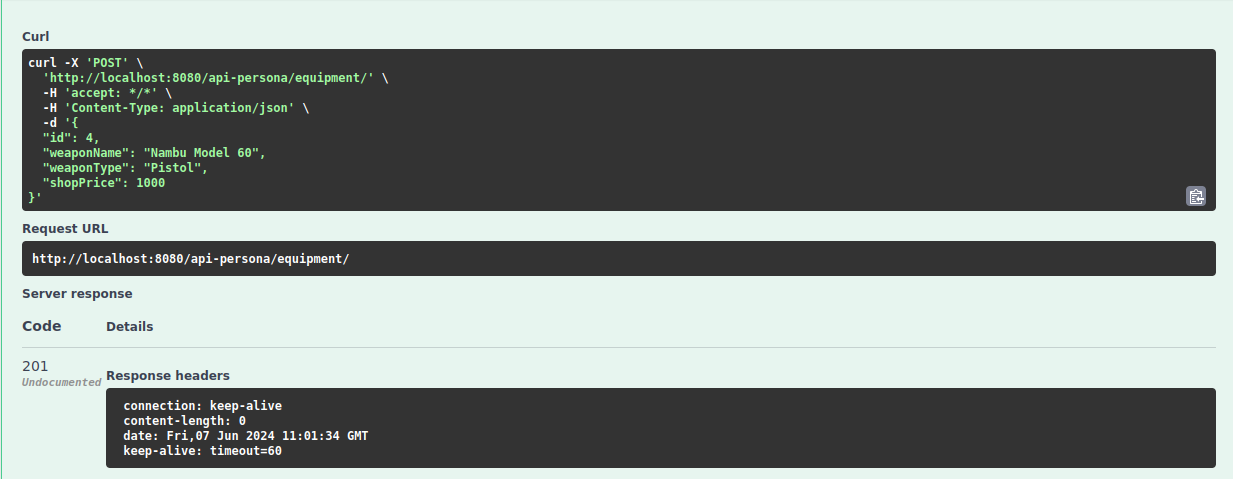 Curl
curl -X 'POST' \
  'http://localhost:8080/api-persona/equipment/' \
  -H 'accept: */*' \
  -H 'Content-Type: application/json' \
  -d '{
  "id": 4,
  "weaponName": "Nambu Model 60",
  "weaponType": "Pistol",
  "shopPrice": 1000
}'
Request URL
http://localhost:8080/api-persona/equipment/
Server response
Code Details
201
Undocumented
Response headers
connection: keep-alive
content-length: 0
date: Fri,07 Jun 2024 11:01:34 GMT
keep-alive: timeout=60